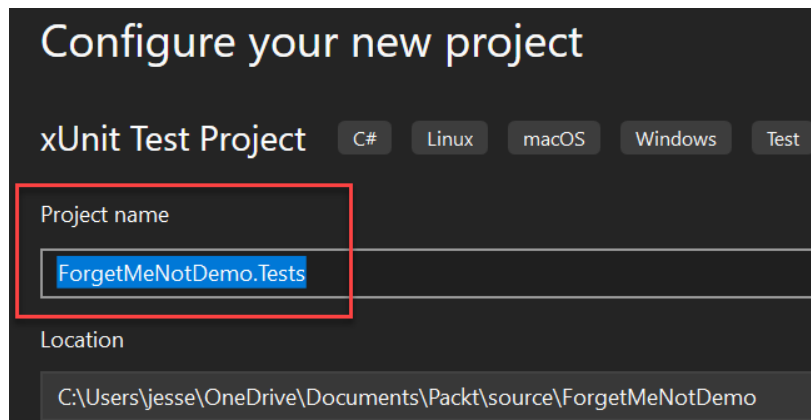 Configure your new project
xUnit Test Project C# Linux macOS Windows Test
Project name
ForgetMeNotDemo.Tests
Location
C:\Users\jesse\OneDrive\Documents\Packt\source\ForgetMeNotDemo